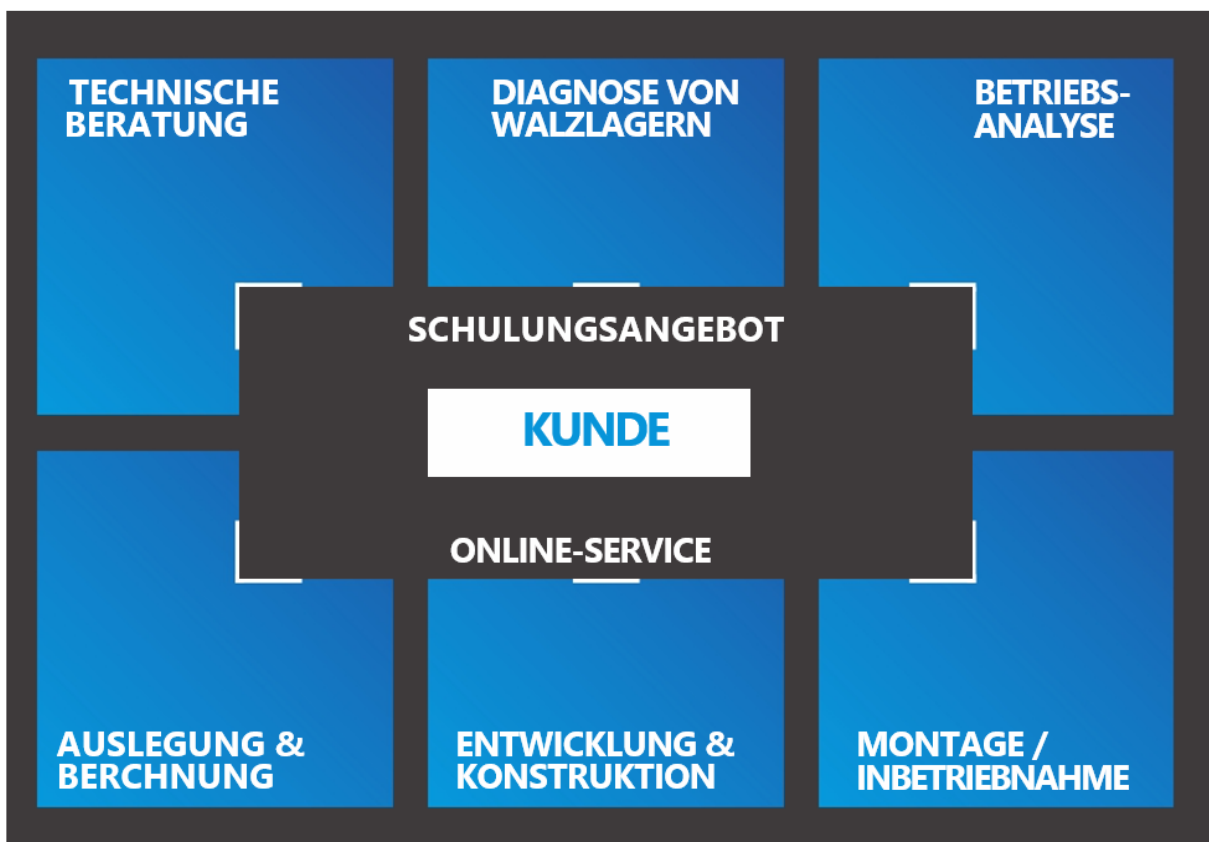 TECHNISCHE
BERATUNG
DIAGNOSE VON
WALZLAGERN
BETRIEBS-
ANALYSE
SCHULUNGSANGEBOT
KUNDE
ONLINE-SERVICE
AUSLEGUNG &
BERCHNUNG
ENTWICKLUNG &
KONSTRUKTION
MONTAGE /
INBETRIEBNAHME